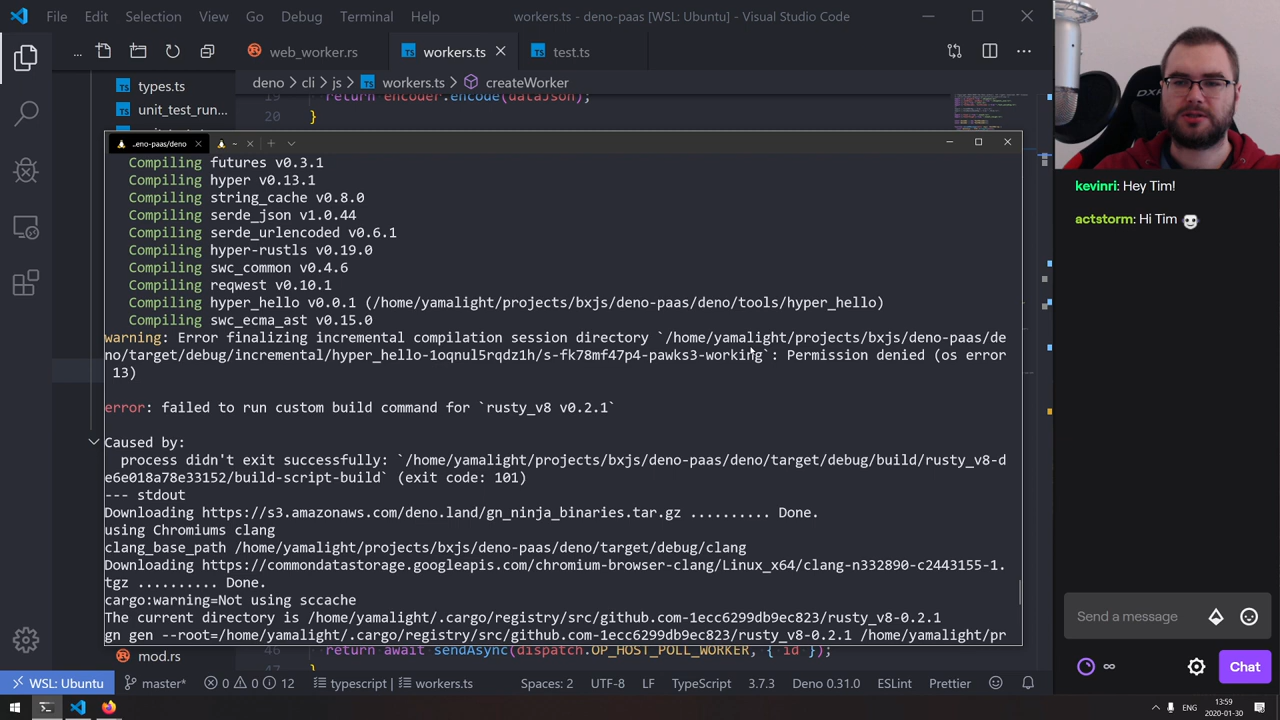 File Edit Selection View Go Debug Terminal Help
workers.ts - deno-paas [WSL: Ubuntu] - Visual Studio Code
... web_worker.rs TS workers.ts TS test.ts ...
types.ts
deno > cli > js > TS workers.ts > createWorker
unit_test_run...
return encoder.encode(dataJson);
20 }
..eno-paas/deno ~
Compiling futures v0.3.1
Compiling hyper v0.13.1
Compiling string_cache v0.8.0
Compiling serde_json v1.0.44
Compiling serde_urlencoded v0.6.1
Compiling hyper-rustls v0.19.0
Compiling swc_common v0.4.6
Compiling reqwest v0.10.1
Compiling hyper_hello v0.0.1 (/home/yamalight/projects/bxjs/deno-paas/deno/tools/hyper_hello)
Compiling swc_ecma_ast v0.15.0
warning: Error finalizing incremental compilation session directory `/home/yamalight/projects/bxjs/deno-paas/de
no/target/debug/incremental/hyper_hello-1oqnul5rqdz1h/s-fk78mf47p4-pawks3-working`: Permission denied (os error
13)
error: failed to run custom build command for `rusty_v8 v0.2.1`
Caused by:
process didn't exit successfully: `/home/yamalight/projects/bxjs/deno-paas/deno/target/debug/build/rusty_v8-d
e6e018a78e33152/build-script-build` (exit code: 101)
--- stdout
Downloading https://s3.amazonaws.com/deno.land/gn_ninja_binaries.tar.gz .......... Done.
using Chromiums clang
clang_base_path /home/yamalight/projects/bxjs/deno-paas/deno/target/debug/clang
Downloading https://commondatastorage.googleapis.com/chromium-browser-clang/Linux_x64/clang-n332890-c2443155-1.
tgz .......... Done.
cargo:warning=Not using sccache
The current directory is /home/yamalight/.cargo/registry/src/github.com-1ecc6299db9ec823/rusty_v8-0.2.1
gn gen --root=/home/yamalight/.cargo/registry/src/github.com-1ecc6299db9ec823/rusty_v8-0.2.1 /home/yamalight/pr
mod.rs
46 return await sendAsync(dispatch.OP_HOST_POLL_WORKER, { id });
47 }
WSL: Ubuntu master* 0 0 12 typescript workers.ts Spaces: 2 UTF-8 LF TypeScript 3.7.3 Deno 0.31.0 ESLint Prettier
ENG 13:59
2020-01-30
kevinri: Hey Tim!
actstorm: Hi Tim
Send a message
∞ Chat